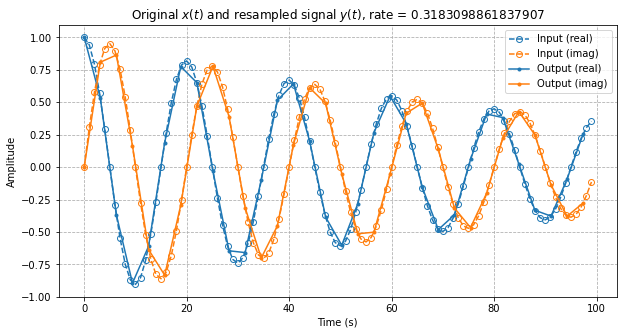 Original x(t) and resampled signal y(t), rate = 0.3183098861837907
Input (real)
Input (imag)
Output (real)
Output (imag)
Amplitude
1.00
0.75
0.50
0.25
0.00
−0.25
−0.50
−0.75
−1.00
0
20
40
60
80
100
Time (s)